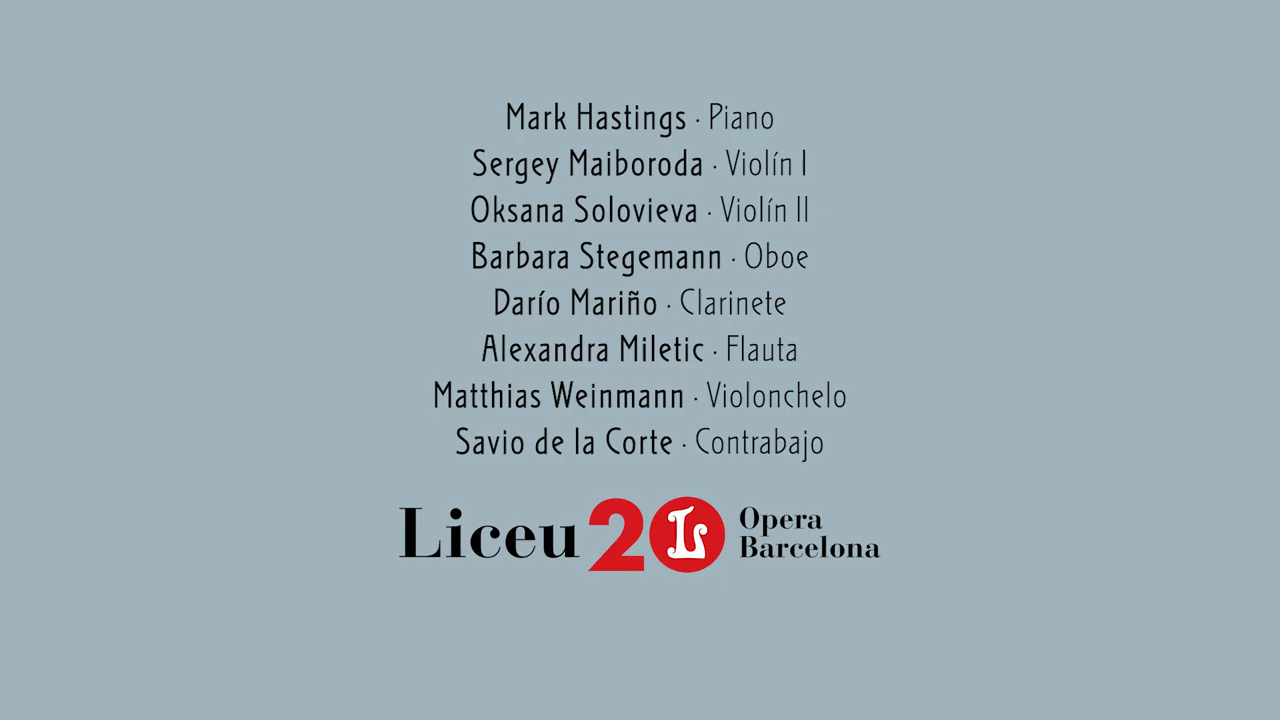 Mark Hastings · Piano
Sergey Maiboroda · Violín I
Oksana Solovieva · Violín II
Barbara Stegemann · Oboe
Darío Mariño · Clarinete
Alexandra Miletic · Flauta
Matthias Weinmann · Violonchelo
Savio de la Corte · Contrabajo
Liceu 2L Opera
Barcelona